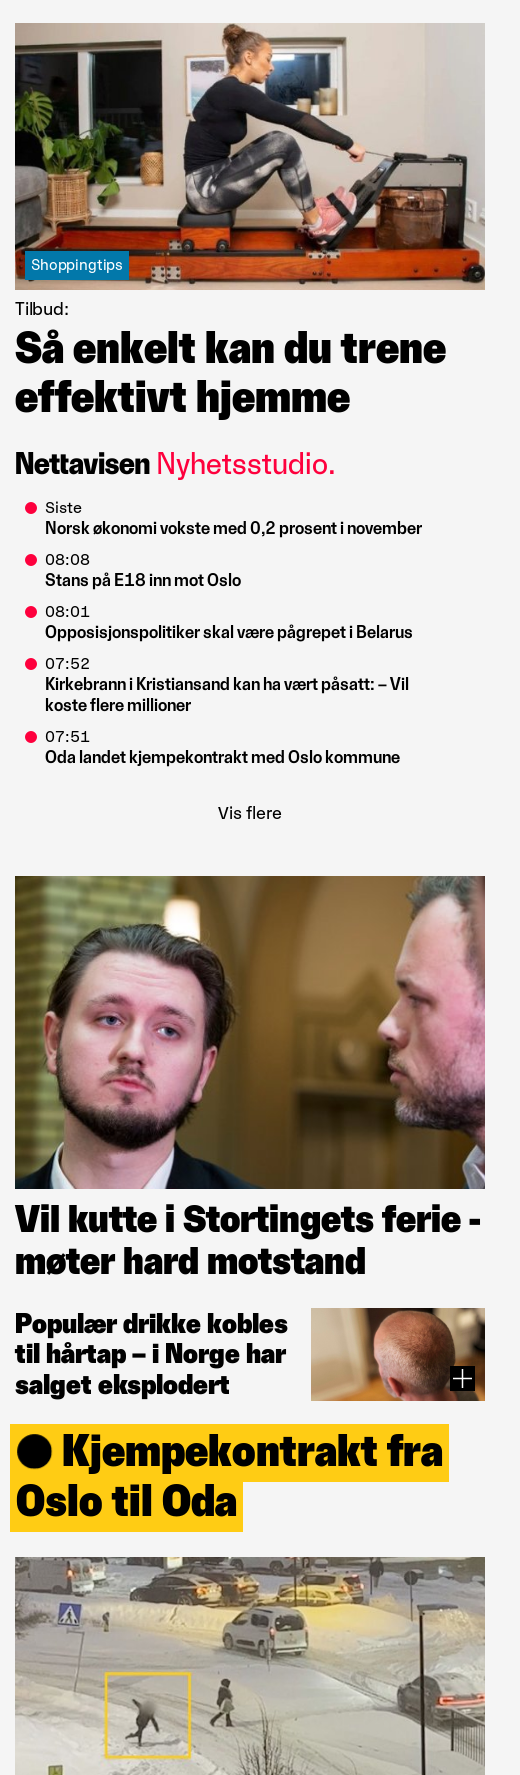 Shoppingtips
Tilbud:
Så enkelt kan du trene
effektivt hjemme
Nettavisen Nyhetsstudio.
Siste
Norsk økonomi vokste med 0,2 prosent i november
08:08
Stans på E18 inn mot Oslo
08:01
Opposisjonspolitiker skal være pågrepet i Belarus
07:52
Kirkebrann i Kristiansand kan ha vært påsatt: – Vil
koste flere millioner
07:51
Oda landet kjempekontrakt med Oslo kommune
Vis flere
Vil kutte i Stortingets ferie -
møter hard motstand
Populær drikke kobles
til hårtap – i Norge har
salget eksplodert
Kjempekontrakt fra
Oslo til Oda